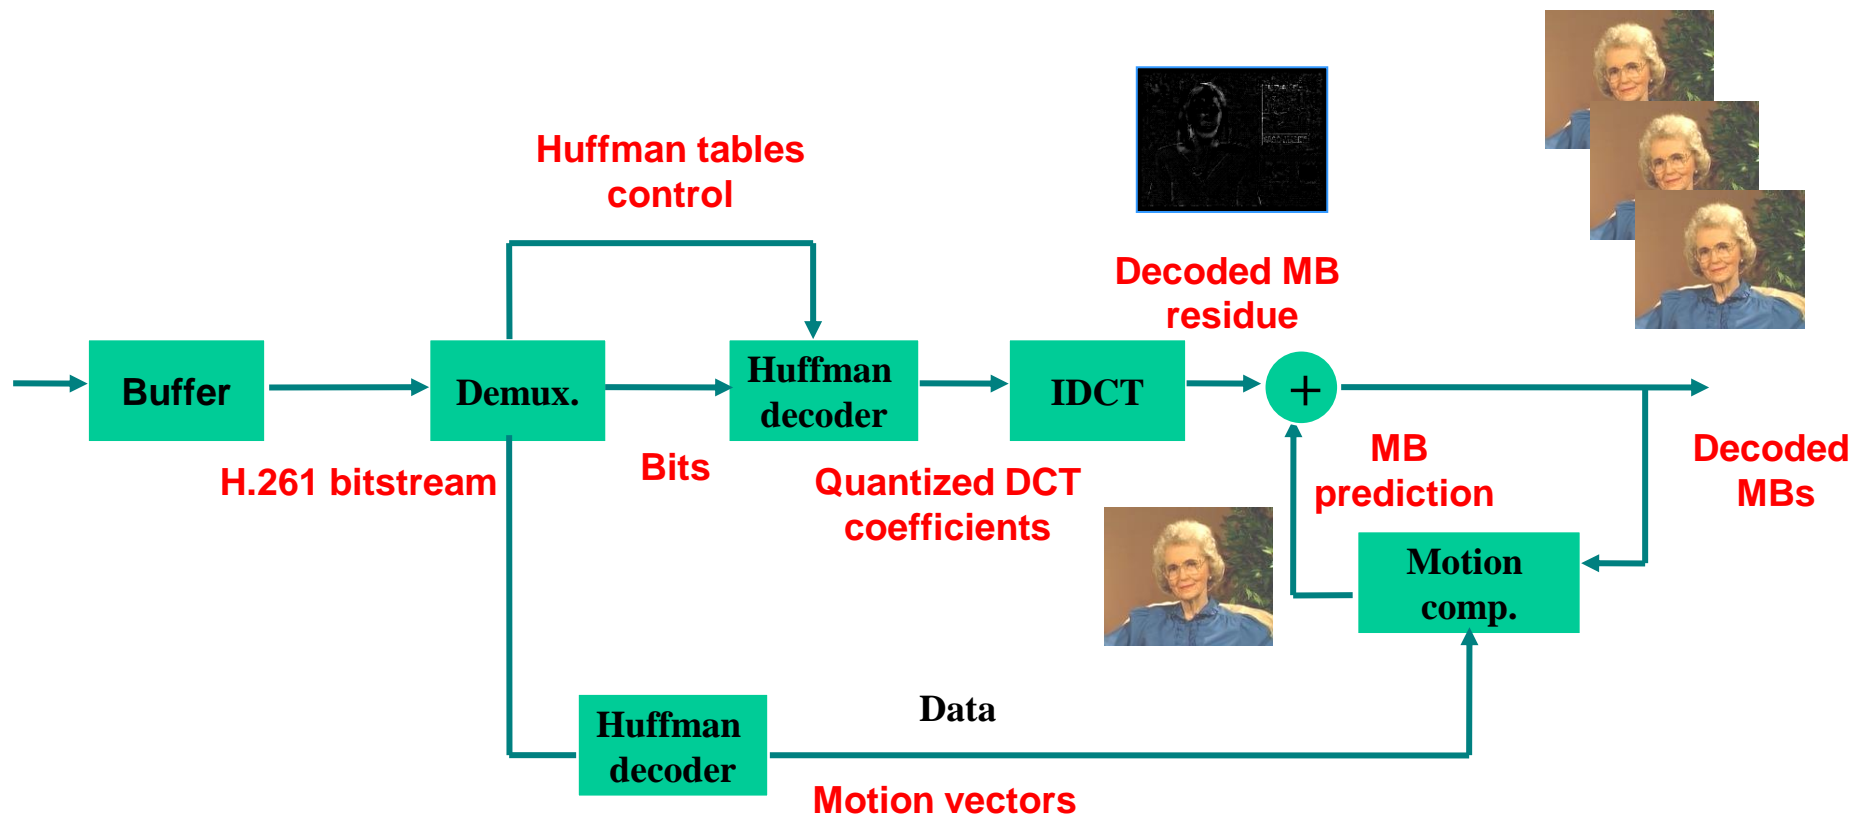 Huffman tables
control
Decoded MB
residue
Buffer
Demux.
Huffman
decoder
IDCT
+
H.261 bitstream
Bits
Quantized DCT
coefficients
MB
prediction
Decoded
MBs
Motion
comp.
Huffman
decoder
Data
Motion vectors